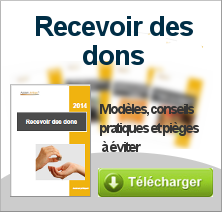 Recevoir des
dons
2014
Recevoir des dons
Modèles, conseils
pratiques et pièges
à éviter
Télécharger